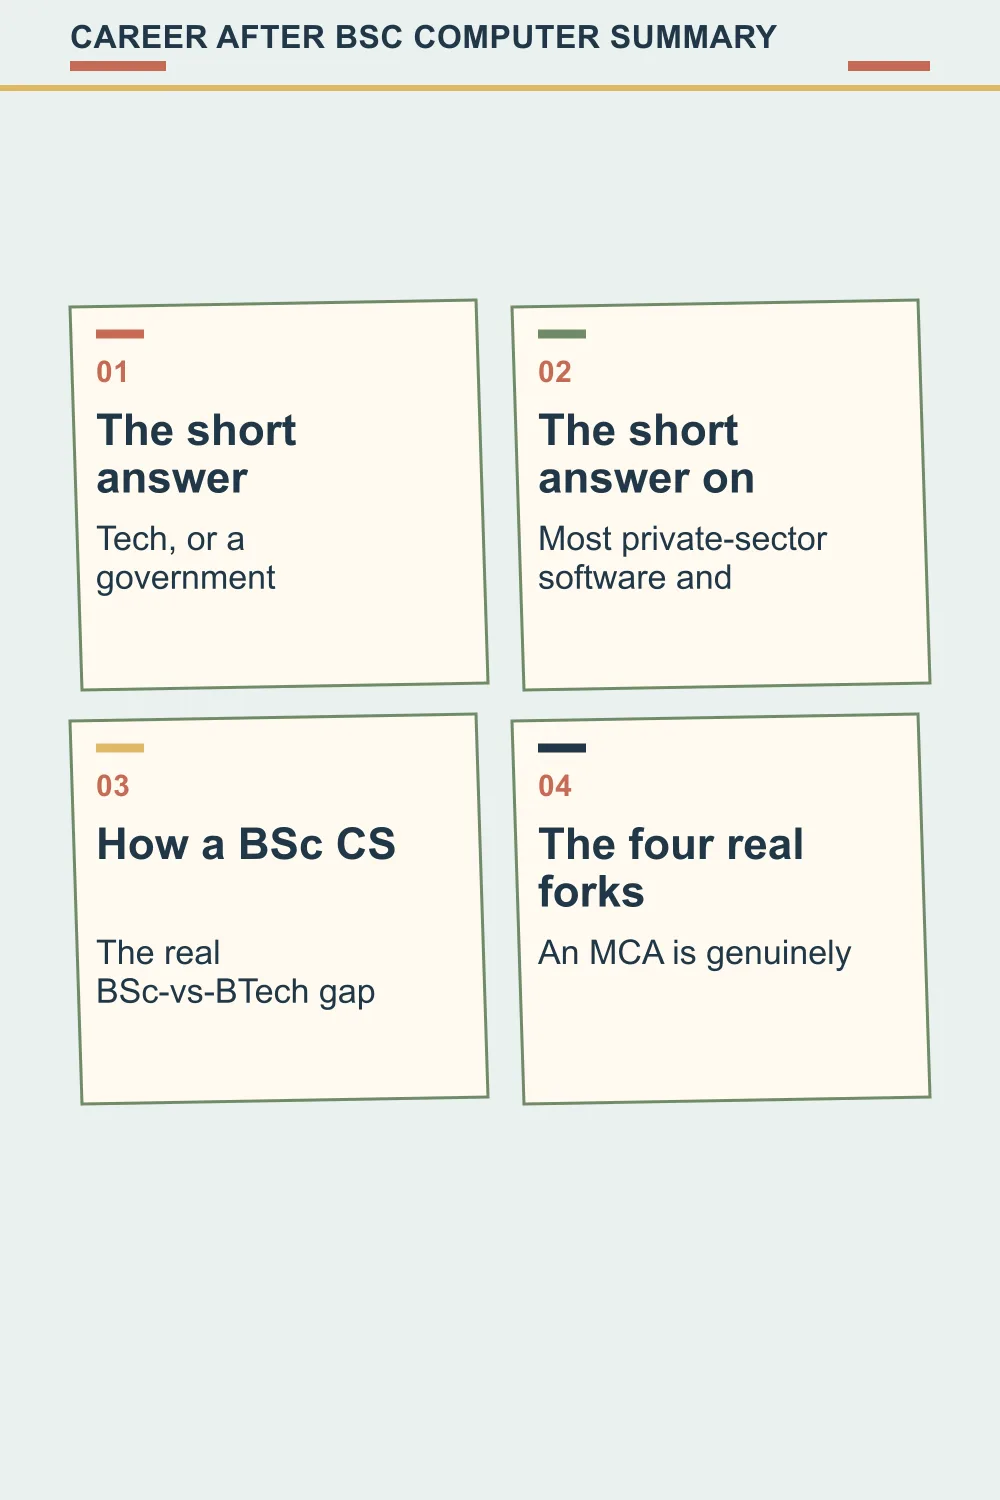 CAREER AFTER BSC COMPUTER SUMMARY
01
The short
answer
Tech, or a
government
02
The short
answer on
Most private-sector
software and
03
How a BSc CS
The real
BSc-vs-BTech gap
04
The four real
forks
An MCA is genuinely